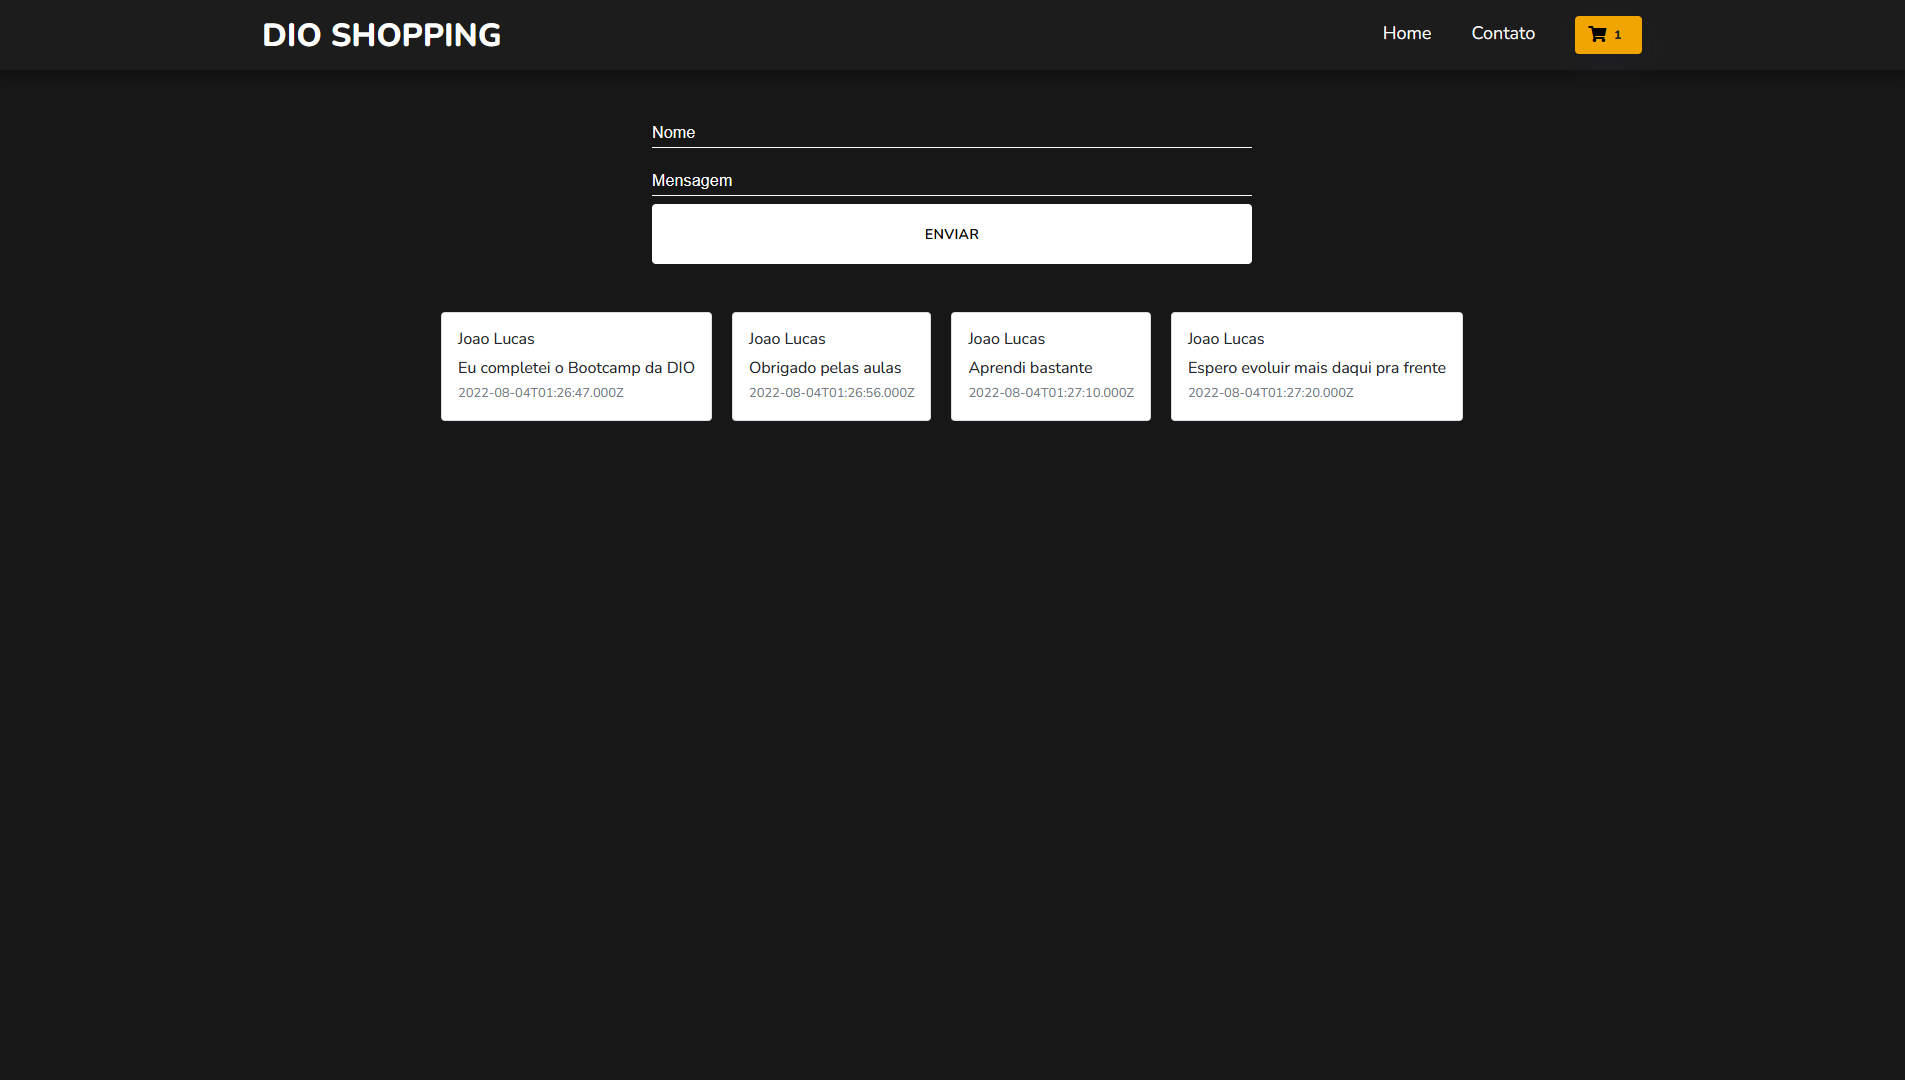 DIO SHOPPING
Home
Contato
1
Nome
Mensagem
ENVIAR
Joao Lucas
Eu completei o Bootcamp da DIO
2022-08-04T01:26:47.000Z
Joao Lucas
Obrigado pelas aulas
2022-08-04T01:26:56.000Z
Joao Lucas
Aprendi bastante
2022-08-04T01:27:10.000Z
Joao Lucas
Espero evoluir mais daqui pra frente
2022-08-04T01:27:20.000Z